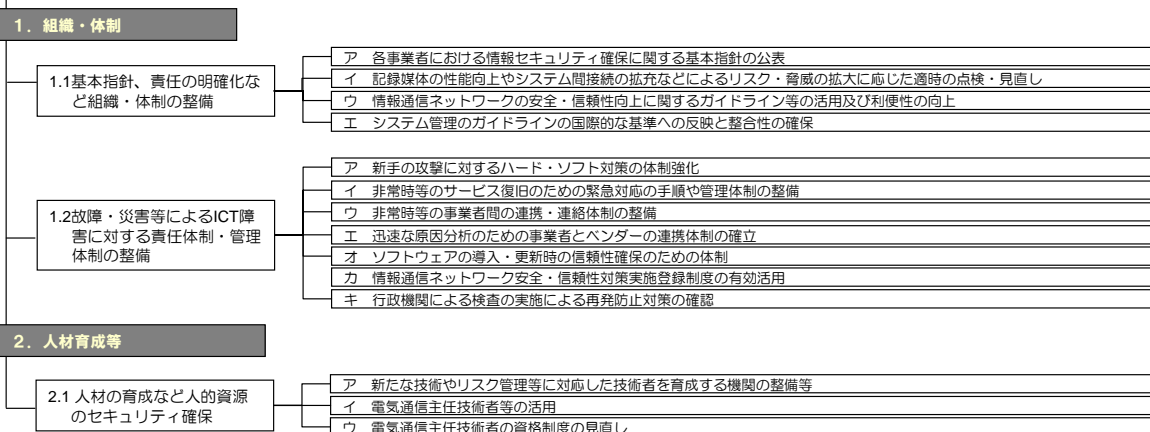 1．組織・体制
1.1基本指針、責任の明確化な
ど組織・体制の整備
ア　各事業者における情報セキュリティ確保に関する基本指針の公表
イ　記録媒体の性能向上やシステム間接続の拡充などによるリスク・脅威の拡大に応じた適時の点検・見直し
ウ　情報通信ネットワークの安全・信頼性向上に関するガイドライン等の活用及び利便性の向上
エ　システム管理のガイドラインの国際的な基準への反映と整合性の確保
1.2故障・災害等によるICT障
害に対する責任体制・管理
体制の整備
ア　新手の攻撃に対するハード・ソフト対策の体制強化
イ　非常時等のサービス復旧のための緊急対応の手順や管理体制の整備
ウ　非常時等の事業者間の連携・連絡体制の整備
エ　迅速な原因分析のための事業者とベンダーの連携体制の確立
オ　ソフトウェアの導入・更新時の信頼性確保のための体制
カ　情報通信ネットワーク安全・信頼性対策実施登録制度の有効活用
キ　行政機関による検査の実施による再発防止対策の確認
2．人材育成等
2.1 人材の育成など人的資源
のセキュリティ確保
ア　新たな技術やリスク管理等に対応した技術者を育成する機関の整備等
イ　電気通信主任技術者等の活用
ウ　電気通信主任技術者の資格制度の見直し